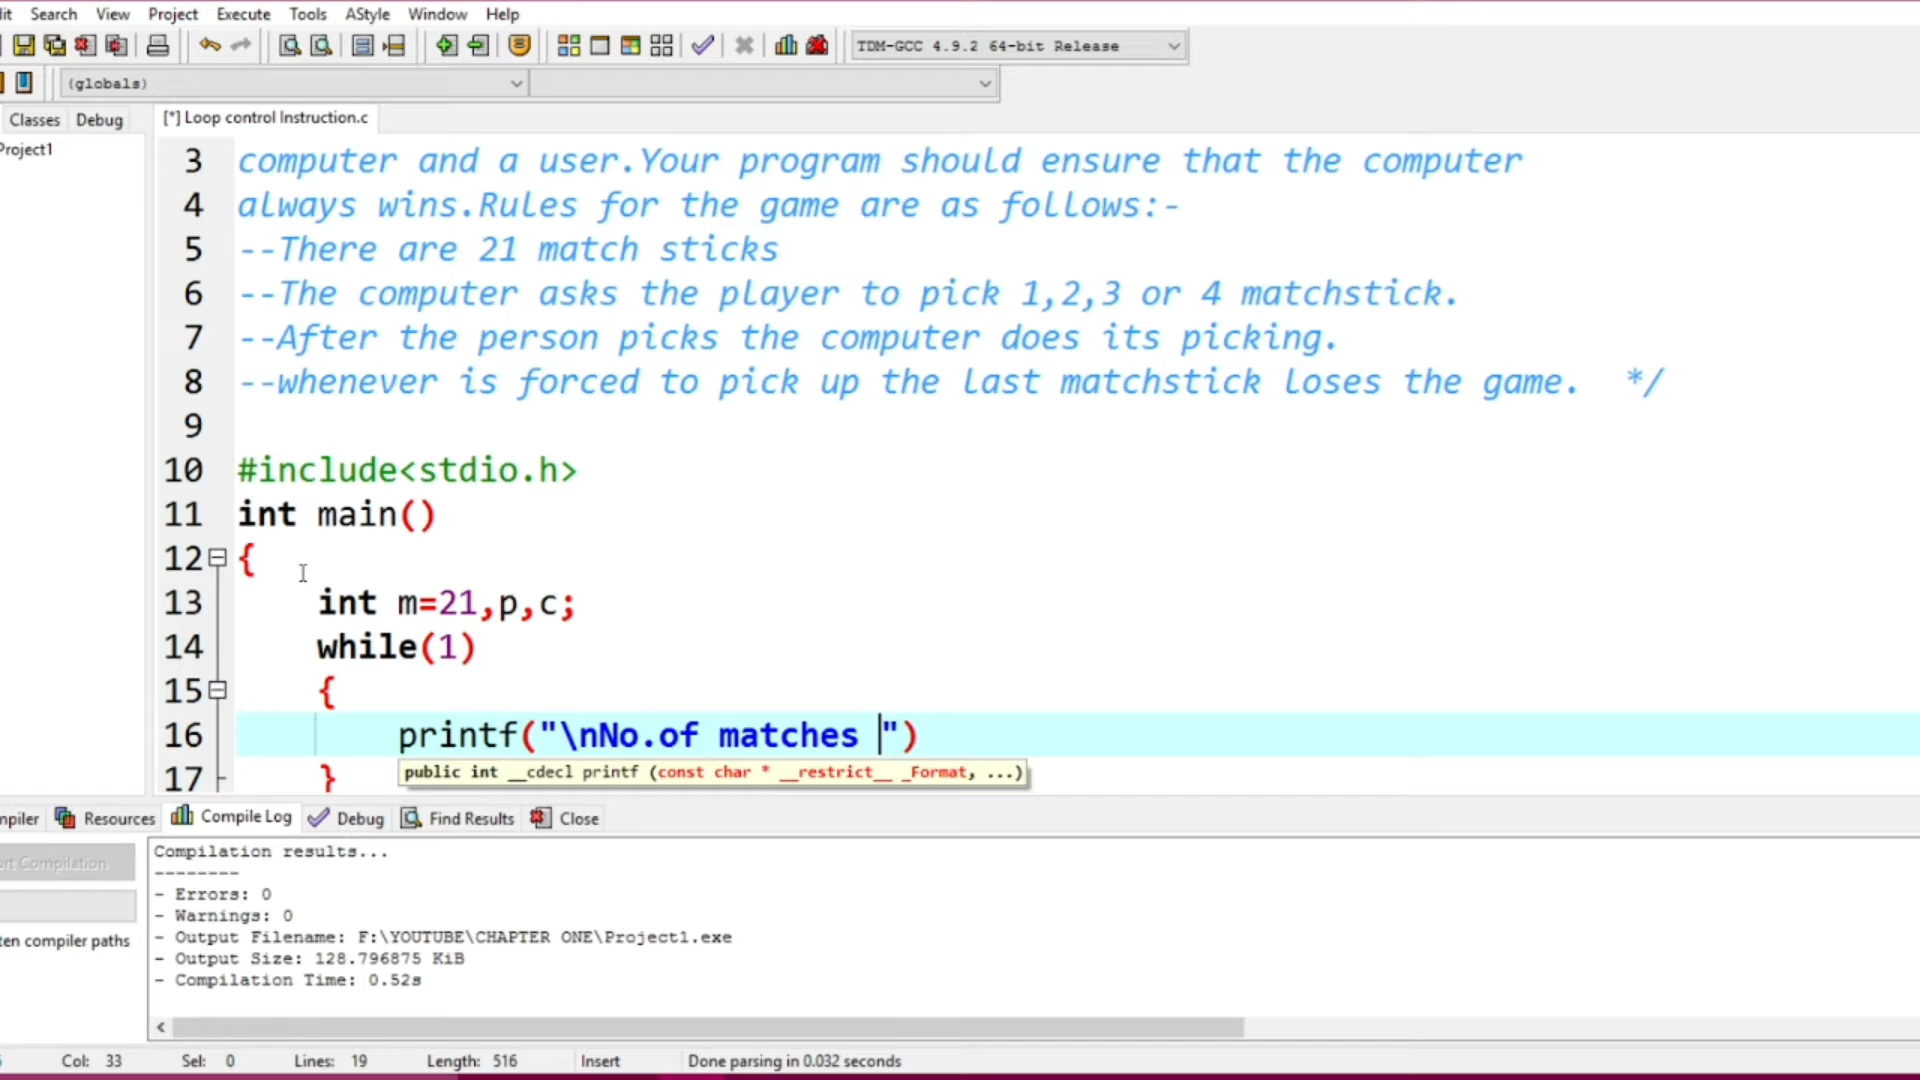 it Search View Project Execute Tools AStyle Window Help
TDM-GCC 4.9.2 64-bit Release
(globals)
Classes Debug [*] Loop control Instruction.c
Project1
3 computer and a user.Your program should ensure that the computer
4 always wins.Rules for the game are as follows:-
5 --There are 21 match sticks
6 --The computer asks the player to pick 1,2,3 or 4 matchstick.
7 --After the person picks the computer does its picking.
8 --whenever is forced to pick up the last matchstick loses the game. */
9
10 #include<stdio.h>
11 int main()
12 {
13 int m=21,p,c;
14 while(1)
15 {
16 printf("\nNo.of matches ")
17 }
public int __cdecl printf (const char * __restrict__ _Format, ...)
mpiler Resources Compile Log Debug Find Results Close
ort Compilation
ten compiler paths
Compilation results...
--------
- Errors: 0
- Warnings: 0
- Output Filename: F:\YOUTUBE\CHAPTER ONE\Project1.exe
- Output Size: 128.796875 KiB
- Compilation Time: 0.52s
Col: 33 Sel: 0 Lines: 19 Length: 516 Insert Done parsing in 0.032 seconds